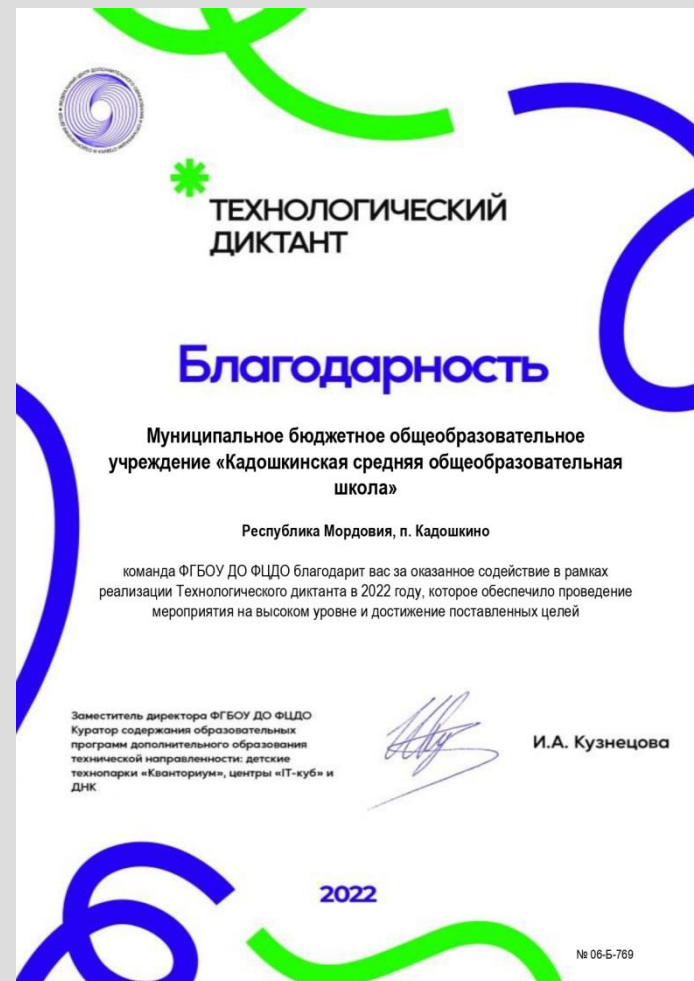 ТЕХНОЛОГИЧЕСКИЙ
ДИКТАНТ
Благодарность
Муниципальное бюджетное общеобразовательное
учреждение «Кадошкинская средняя общеобразовательная
школа»
Республика Мордовия, п. Кадошкино
команда ФГБОУ ДО ФЦДО благодарит вас за оказанное содействие в рамках
реализации Технологического диктанта в 2022 году, которое обеспечило проведение
мероприятия на высоком уровне и достижение поставленных целей
Заместитель директора ФГБОУ ДО ФЦДО
Куратор содержания образовательных
программ дополнительного образования
технической направленности: детские
технопарки «Кванториум», центры «IT-куб» и
ДНК
И.А. Кузнецова
2022
№ 06-Б-769